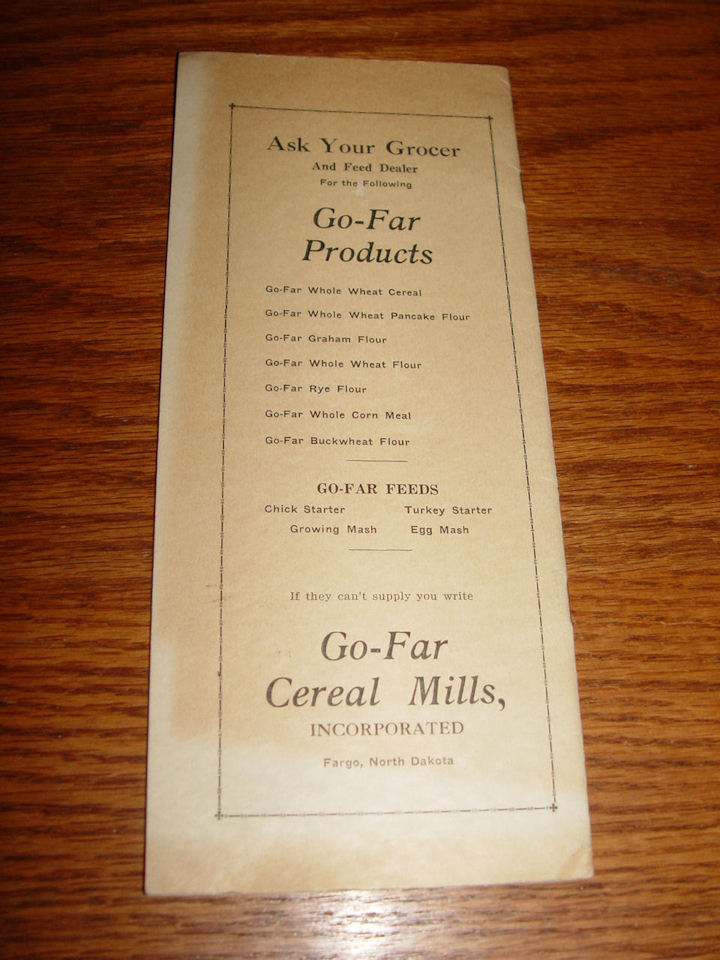 Ask Your Grocer
And Feed Dealer
For the Following
Go-Far
Products
Go-Far Whole Wheat Cereal
Go-Far Whole Wheat Pancake Flour
Go-Far Graham Flour
Go-Far Whole Wheat Flour
Go-Far Rye Flour
Go-Far Whole Corn Meal
Go-Far Buckwheat Flour
GO-FAR FEEDS
Chick Starter Turkey Starter
Growing Mash Egg Mash
If they can't supply you write
Go-Far
Cereal Mills,
INCORPORATED
Fargo, North Dakota